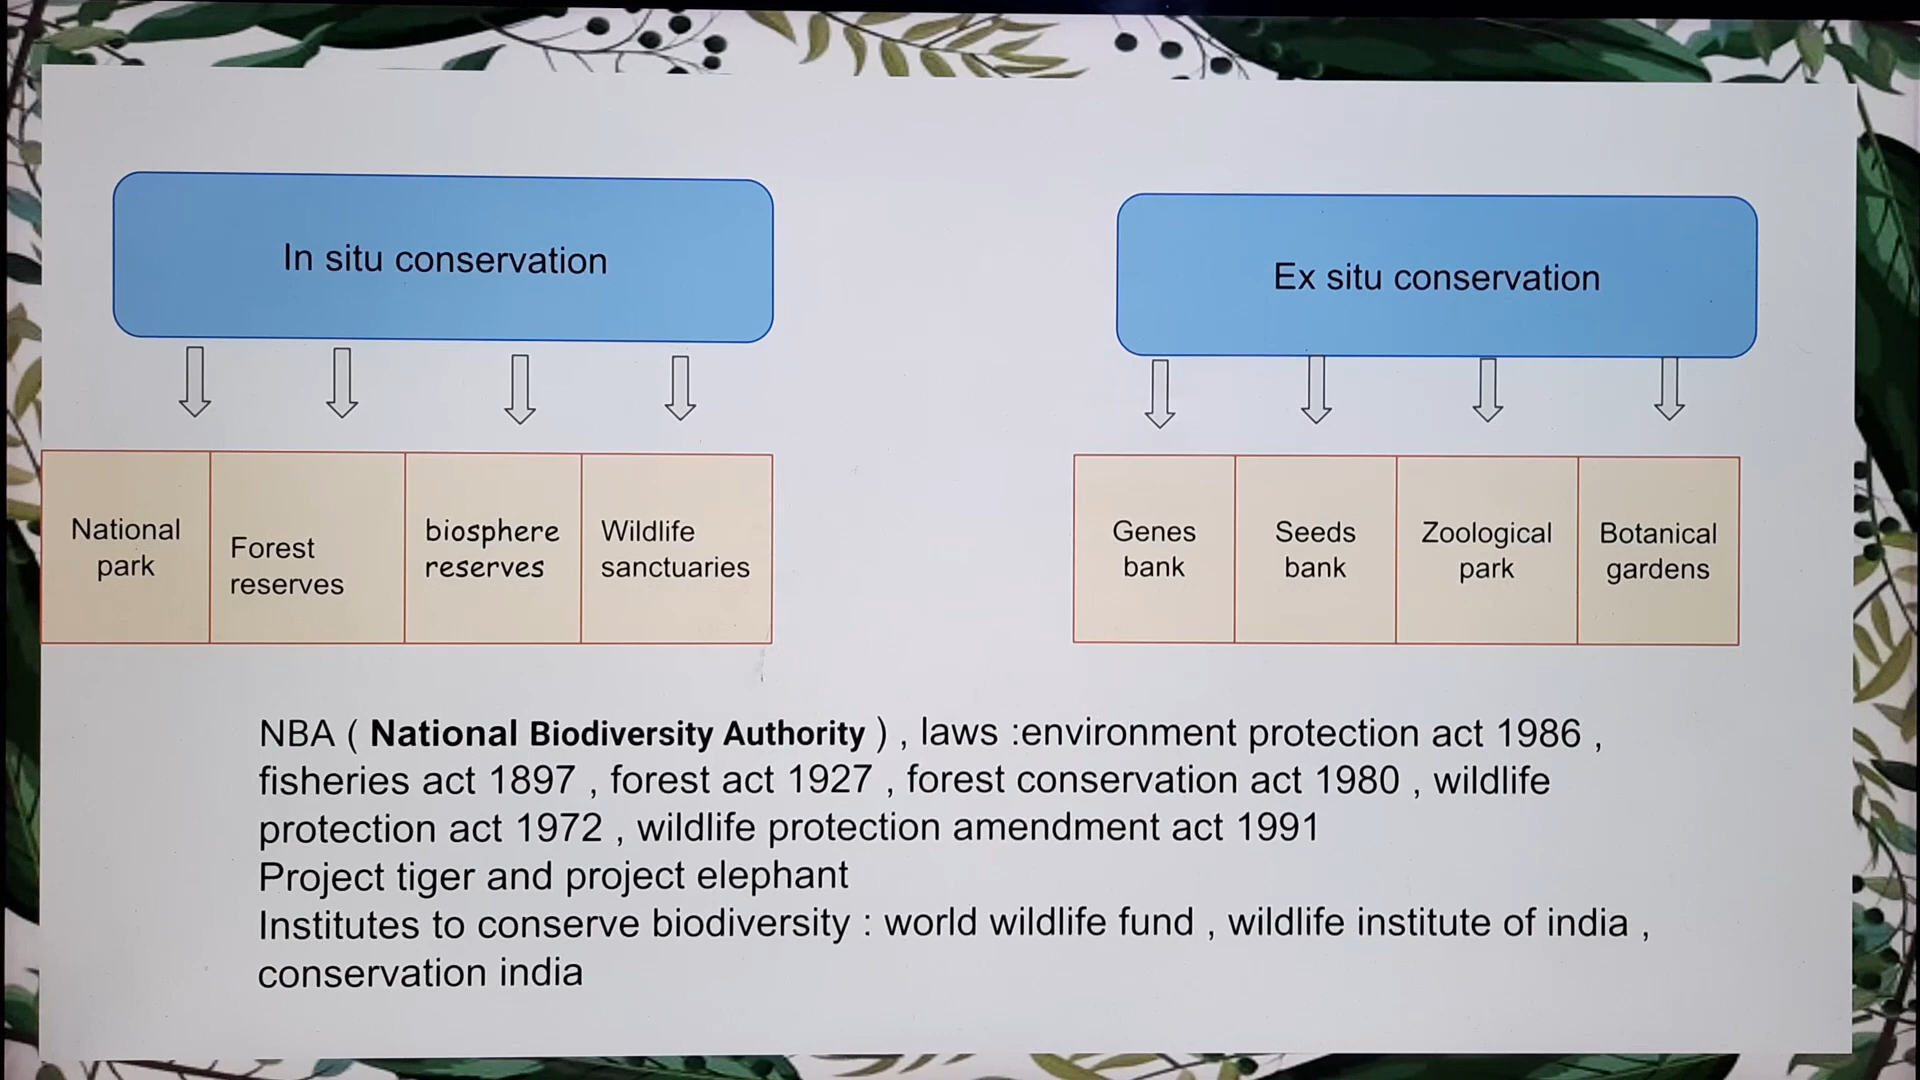 In situ conservation
Ex situ conservation
National
park
Forest
reserves
biosphere
reserves
Wildlife
sanctuaries
Genes
bank
Seeds
bank
Zoological
park
Botanical
gardens
NBA ( National Biodiversity Authority ) , laws :environment protection act 1986 ,
fisheries act 1897 , forest act 1927 , forest conservation act 1980 , wildlife
protection act 1972 , wildlife protection amendment act 1991
Project tiger and project elephant
Institutes to conserve biodiversity : world wildlife fund , wildlife institute of india ,
conservation india